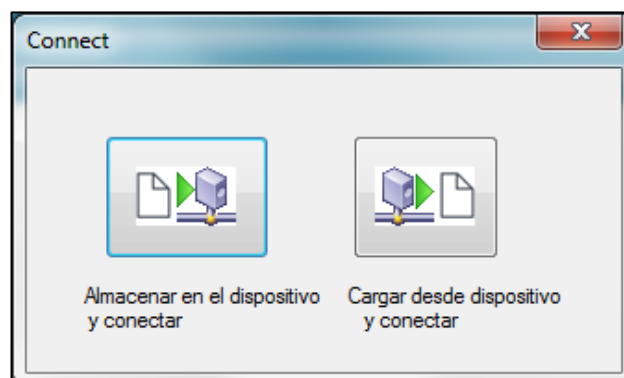 Connect
Almacenar en el dispositivo
y conectar
Cargar desde dispositivo
y conectar